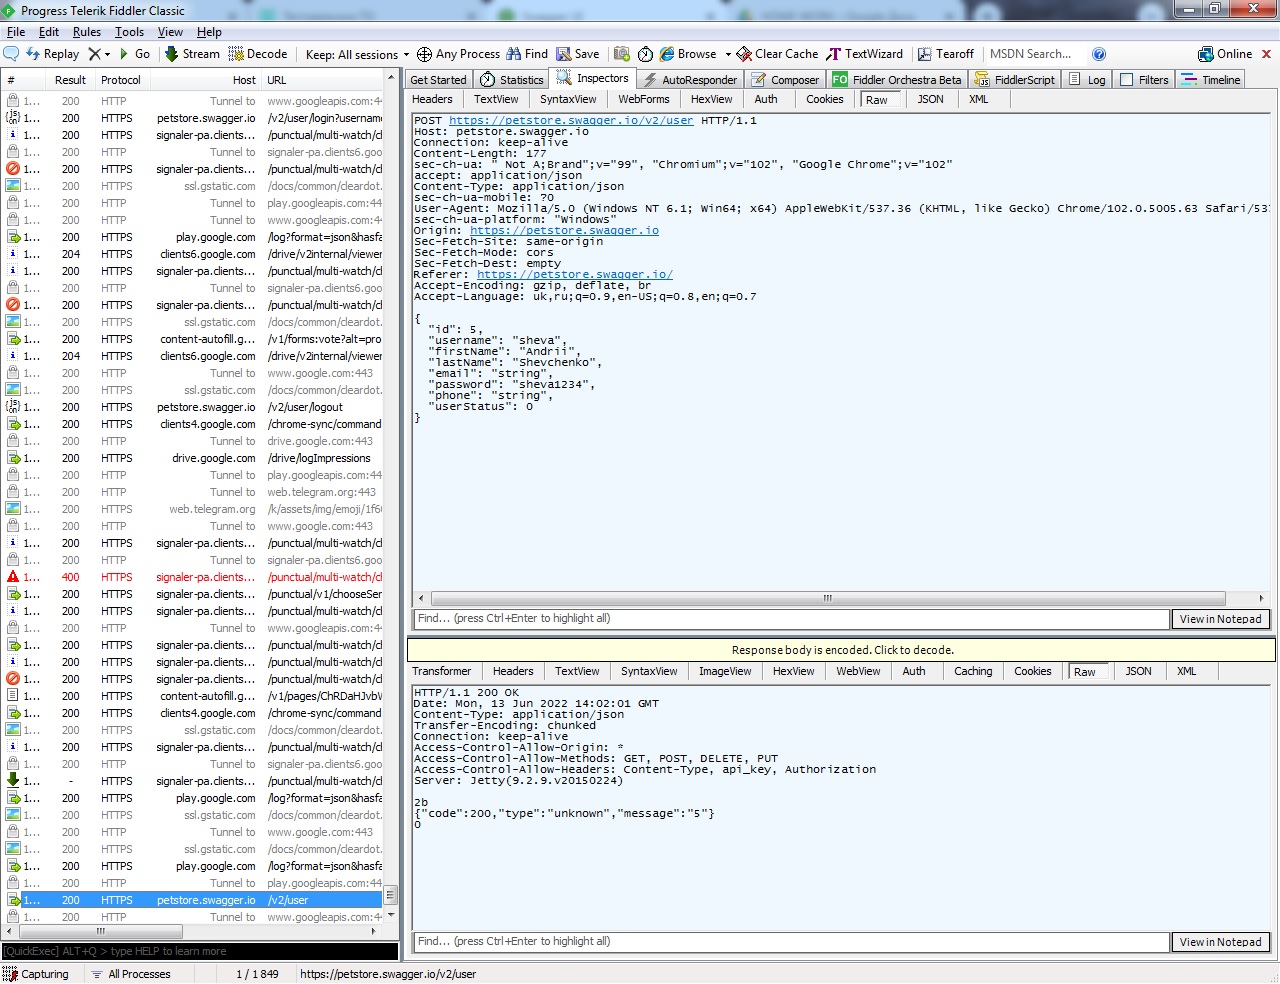 Progress Telerik Fiddler Classic
File Edit Rules Tools View Help
Replay Go Stream Decode Keep: All sessions Any Process Find Save Browse Clear Cache TextWizard Tearoff MSDN Search... Online
# Result Protocol Host URL
1... 200 HTTP Tunnel to www.googleapis.com:44
1... 200 HTTPS petstore.swagger.io /v2/user/login?usernam
1... 200 HTTPS signaler-pa.clients... /punctual/multi-watch/cl
1... 200 HTTP Tunnel to signaler-pa.clients6.goo
1... 200 HTTPS signaler-pa.clients... /punctual/multi-watch/cl
1... 200 HTTPS ssl.gstatic.com /docs/common/cleardot.
1... 200 HTTP Tunnel to play.google.com:443
1... 200 HTTP Tunnel to www.google.com:443
1... 200 HTTPS play.google.com /log?format=json&hasfa
1... 204 HTTPS clients6.google.com /drive/v2internal/viewer
1... 200 HTTPS signaler-pa.clients... /punctual/multi-watch/cl
1... 200 HTTP Tunnel to signaler-pa.clients6.goo
1... 200 HTTPS signaler-pa.clients... /punctual/multi-watch/cl
1... 200 HTTPS ssl.gstatic.com /docs/common/cleardot.
1... 200 HTTPS content-autofill.g... /v1/forms:vote?alt=pro
1... 204 HTTPS clients6.google.com /drive/v2internal/viewer
1... 200 HTTP Tunnel to www.google.com:443
1... 200 HTTPS ssl.gstatic.com /docs/common/cleardot.
1... 200 HTTPS petstore.swagger.io /v2/user/logout
1... 200 HTTPS clients4.google.com /chrome-sync/command
1... 200 HTTP Tunnel to drive.google.com:443
1... 200 HTTPS drive.google.com /drive/logImpressions
1... 200 HTTP Tunnel to play.googleapis.com:44
1... 200 HTTP Tunnel to web.telegram.org:443
1... 200 HTTPS web.telegram.org /k/assets/img/emoji/1f6
1... 200 HTTP Tunnel to www.google.com:443
1... 200 HTTPS signaler-pa.clients... /punctual/multi-watch/cl
1... 200 HTTP Tunnel to signaler-pa.clients6.goo
1... 400 HTTPS signaler-pa.clients... /punctual/multi-watch/cl
1... 200 HTTPS signaler-pa.clients... /punctual/v1/chooseSer
1... 200 HTTPS signaler-pa.clients... /punctual/multi-watch/cl
1... 200 HTTP Tunnel to www.google.com:443
1... 200 HTTPS signaler-pa.clients... /punctual/multi-watch/cl
1... 200 HTTPS signaler-pa.clients... /punctual/multi-watch/cl
1... 200 HTTPS signaler-pa.clients... /punctual/multi-watch/cl
1... 200 HTTPS content-autofill.g... /v1/pages/ChRDaHJvbW
1... 200 HTTPS clients4.google.com /chrome-sync/command
1... 200 HTTPS ssl.gstatic.com /docs/common/cleardot.
1... 200 HTTPS signaler-pa.clients... /punctual/multi-watch/cl
1... 200 HTTP Tunnel to signaler-pa.clients6.goo
1... - HTTPS signaler-pa.clients... /punctual/multi-watch/cl
1... 200 HTTPS play.google.com /log?format=json&hasfa
1... 200 HTTPS ssl.gstatic.com /docs/common/cleardot.
1... 200 HTTP Tunnel to www.google.com:443
1... 200 HTTPS ssl.gstatic.com /docs/common/cleardot.
1... 200 HTTPS play.google.com /log?format=json&hasfa
1... 200 HTTP Tunnel to play.googleapis.com:44
1... 200 HTTPS petstore.swagger.io /v2/user
1... 200 HTTP Tunnel to www.googleapis.com:44
[QuickExec] ALT+Q > type HELP to learn more
Get Started Statistics Inspectors AutoResponder Composer FO Fiddler Orchestra Beta FiddlerScript Log Filters Timeline
Headers TextView SyntaxView WebForms HexView Auth Cookies Raw JSON XML
POST https://petstore.swagger.io/v2/user HTTP/1.1
Host: petstore.swagger.io
Connection: keep-alive
Content-Length: 177
sec-ch-ua: " Not A;Brand";v="99", "Chromium";v="102", "Google Chrome";v="102"
accept: application/json
Content-Type: application/json
sec-ch-ua-mobile: ?0
User-Agent: Mozilla/5.0 (Windows NT 6.1; Win64; x64) AppleWebKit/537.36 (KHTML, like Gecko) Chrome/102.0.5005.63 Safari/537
sec-ch-ua-platform: "Windows"
Origin: https://petstore.swagger.io
Sec-Fetch-Site: same-origin
Sec-Fetch-Mode: cors
Sec-Fetch-Dest: empty
Referer: https://petstore.swagger.io/
Accept-Encoding: gzip, deflate, br
Accept-Language: uk,ru;q=0.9,en-US;q=0.8,en;q=0.7
{
"id": 5,
"username": "sheva",
"firstName": "Andrii",
"lastName": "Shevchenko",
"email": "string",
"password": "sheva1234",
"phone": "string",
"userStatus": 0
}
Find... (press Ctrl+Enter to highlight all) View in Notepad
Response body is encoded. Click to decode.
Transformer Headers TextView SyntaxView ImageView HexView WebView Auth Caching Cookies Raw JSON XML
HTTP/1.1 200 OK
Date: Mon, 13 Jun 2022 14:02:01 GMT
Content-Type: application/json
Transfer-Encoding: chunked
Connection: keep-alive
Access-Control-Allow-Origin: *
Access-Control-Allow-Methods: GET, POST, DELETE, PUT
Access-Control-Allow-Headers: Content-Type, api_key, Authorization
Server: Jetty(9.2.9.v20150224)
2b
{"code":200,"type":"unknown","message":"5"}
0
Find... (press Ctrl+Enter to highlight all) View in Notepad
Capturing All Processes 1 / 1 849 https://petstore.swagger.io/v2/user